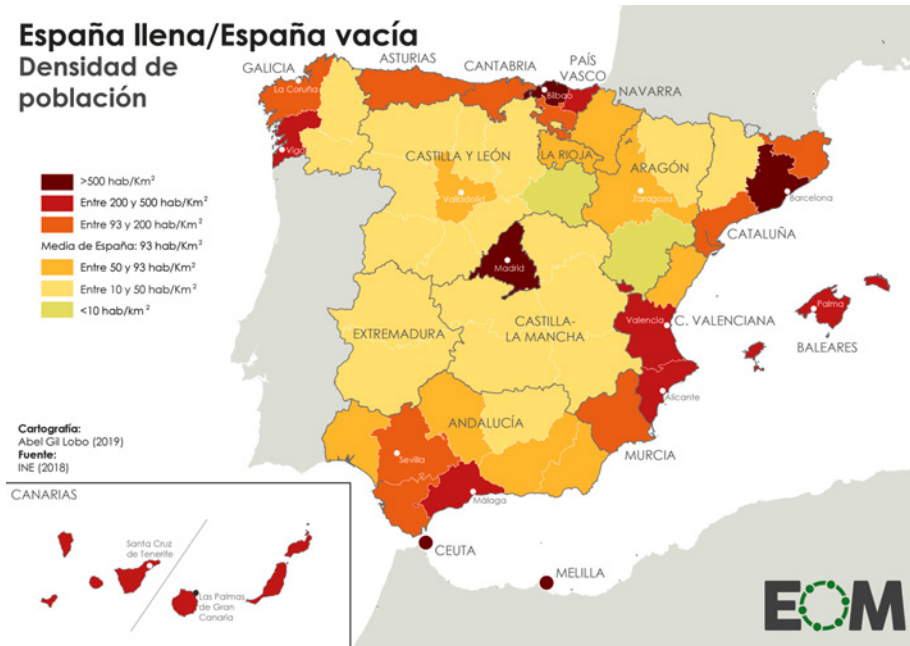 España llena/España vacía
Densidad de
población
GALICIA
ASTURIAS
CANTABRIA
PAÍS
VASCO
NAVARRA
La Coruña
Bilbao
Vigo
CASTILLA Y LEÓN
LA RIOJA
ARAGÓN
Valladolid
Zaragoza
Barcelona
CATALUÑA
>500 hab/Km²
Entre 200 y 500 hab/Km²
Entre 93 y 200 hab/Km²
Media de España: 93 hab/Km²
Entre 50 y 93 hab/Km²
Entre 10 y 50 hab/Km²
<10 hab/km²
Madrid
Palma
EXTREMADURA
CASTILLA-
LA MANCHA
Valencia
C. VALENCIANA
BALEARES
Alicante
ANDALUCÍA
MURCIA
Sevilla
Málaga
Cartografía:
Abel Gil Lobo (2019)
Fuente:
INE (2018)
CANARIAS
Santa Cruz
de Tenerife
Las Palmas
de Gran
Canaria
CEUTA
MELILLA
EOM